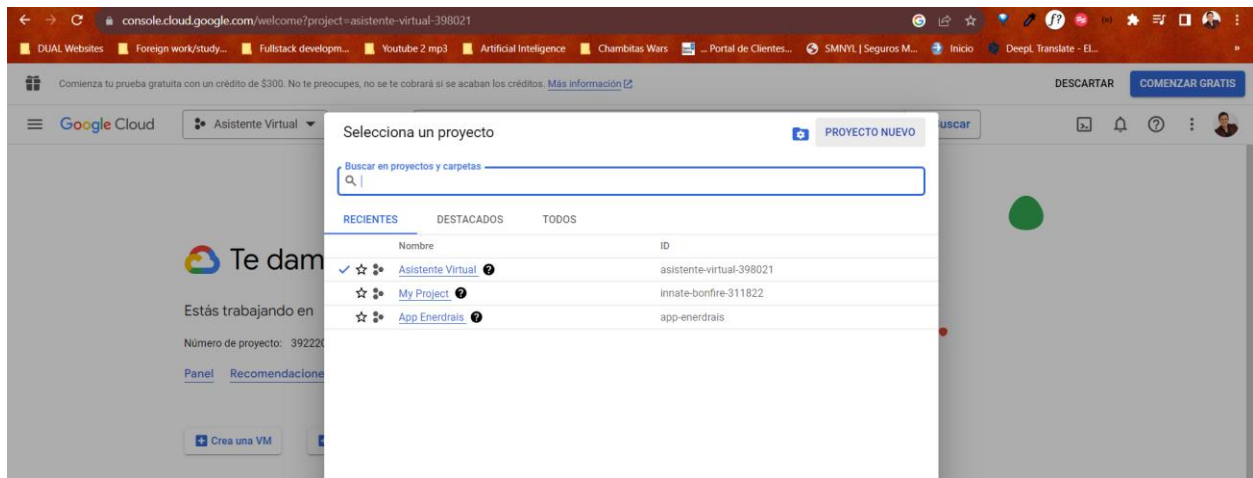 console.cloud.google.com/welcome?project=asistente-virtual-398021
DUAL Websites Foreign work/study... Fullstack developm... Youtube 2 mp3 Artificial Inteligence Chambitas Wars ... Portal de Clientes... SMNYL | Seguros M... Inicio DeepL Translate - El...
Comienza tu prueba gratuita con un crédito de $300. No te preocupes, no se te cobrará si se acaban los créditos. Más información
DESCARTAR COMENZAR GRATIS
Google Cloud Asistente Virtual
uscar
Selecciona un proyecto PROYECTO NUEVO
Buscar en proyectos y carpetas
RECIENTES DESTACADOS TODOS
Nombre ID
Asistente Virtual asistente-virtual-398021
My Project innate-bonfire-311822
App Enerdrais app-enerdrais
Te dam
Estás trabajando en
Número de proyecto: 39222
Panel Recomendacione
Crea una VM